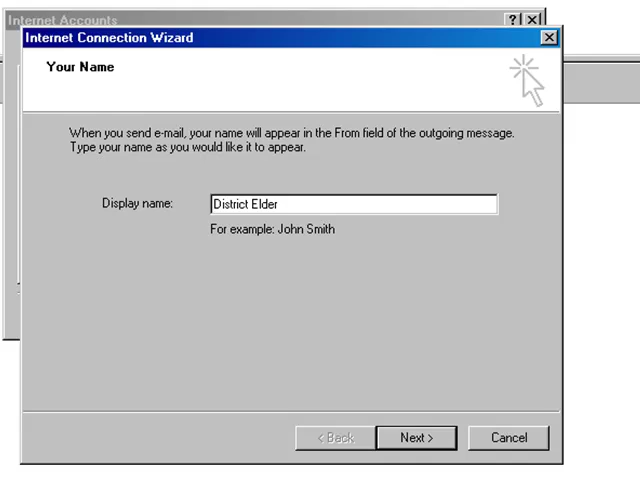 Internet Accounts
Internet Connection Wizard
Your Name
When you send e-mail, your name will appear in the From field of the outgoing message.
Type your name as you would like it to appear.
Display name: District Elder
For example: John Smith
< Back Next > Cancel